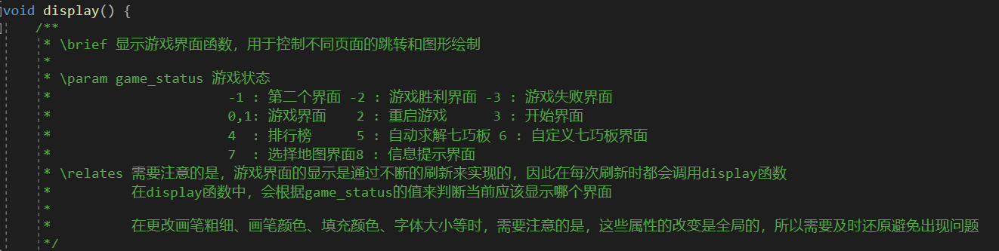 void display() {
/**
* \brief 显示游戏界面函数，用于控制不同页面的跳转和图形绘制
*
* \param game_status 游戏状态
* -1 : 第二个界面 -2 : 游戏胜利界面 -3 : 游戏失败界面
* 0,1: 游戏界面 2 : 重启游戏 3 : 开始界面
* 4 : 排行榜 5 : 自动求解七巧板 6 : 自定义七巧板界面
* 7 : 选择地图界面8 : 信息提示界面
* \relates 需要注意的是，游戏界面的显示是通过不断的刷新来实现的，因此在每次刷新时都会调用display函数
* 在display函数中，会根据game_status的值来判断当前应该显示哪个界面
*
* 在更改画笔粗细、画笔颜色、填充颜色、字体大小等时，需要注意的是，这些属性的改变是全局的，所以需要及时还原避免出现问题
*/